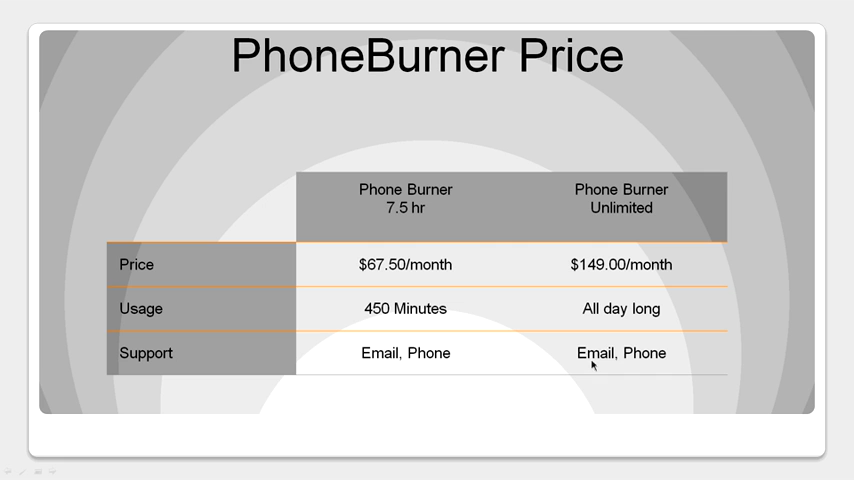 PhoneBurner Price
Phone Burner Phone Burner
7.5 hr Unlimited
Price $67.50/month $149.00/month
Usage 450 Minutes All day long
Support Email, Phone Email, Phone